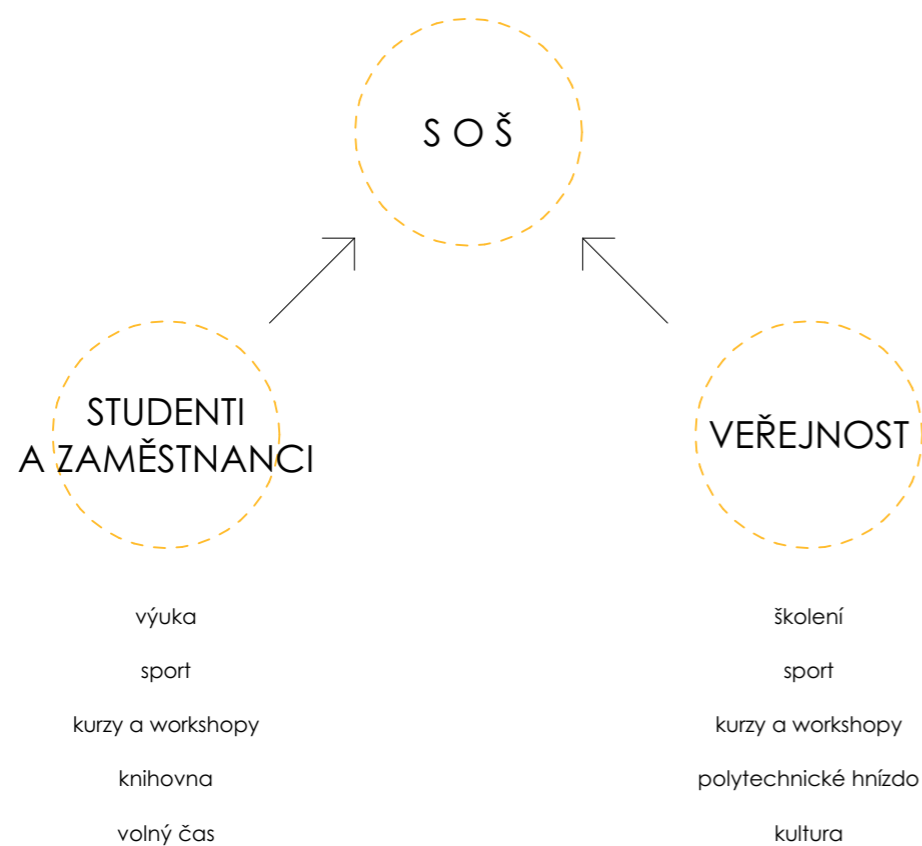 S O Š
STUDENTI
A ZAMĚSTNANCI
výuka
sport
kurzy a workshopy
knihovna
volný čas
VEŘEJNOST
školení
sport
kurzy a workshopy
polytechnické hnízdo
kultura